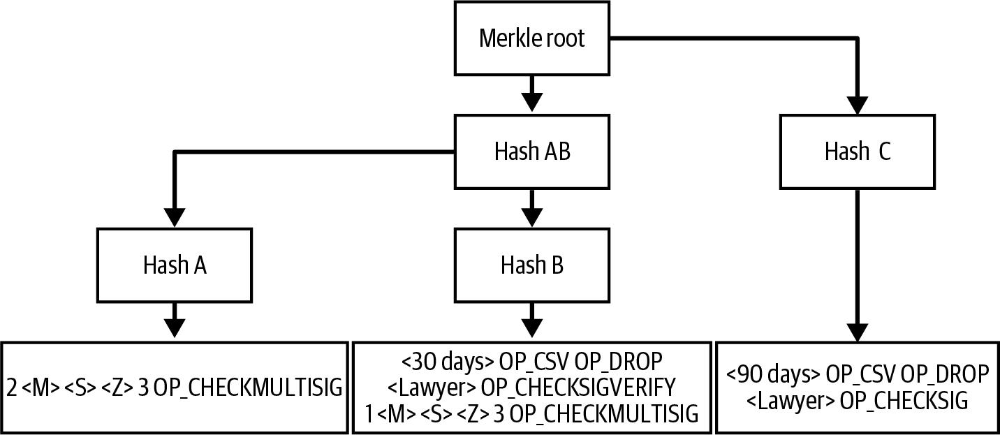 Merkle root
Hash AB
Hash C
Hash A
Hash B
2 <M> <S> <Z> 3 OP_CHECKMULTISIG
<30 days> OP_CSV OP_DROP
<Lawyer> OP_CHECKSIGVERIFY
1 <M> <S> <Z> 3 OP_CHECKMULTISIG
<90 days> OP_CSV OP_DROP
<Lawyer> OP_CHECKSIG